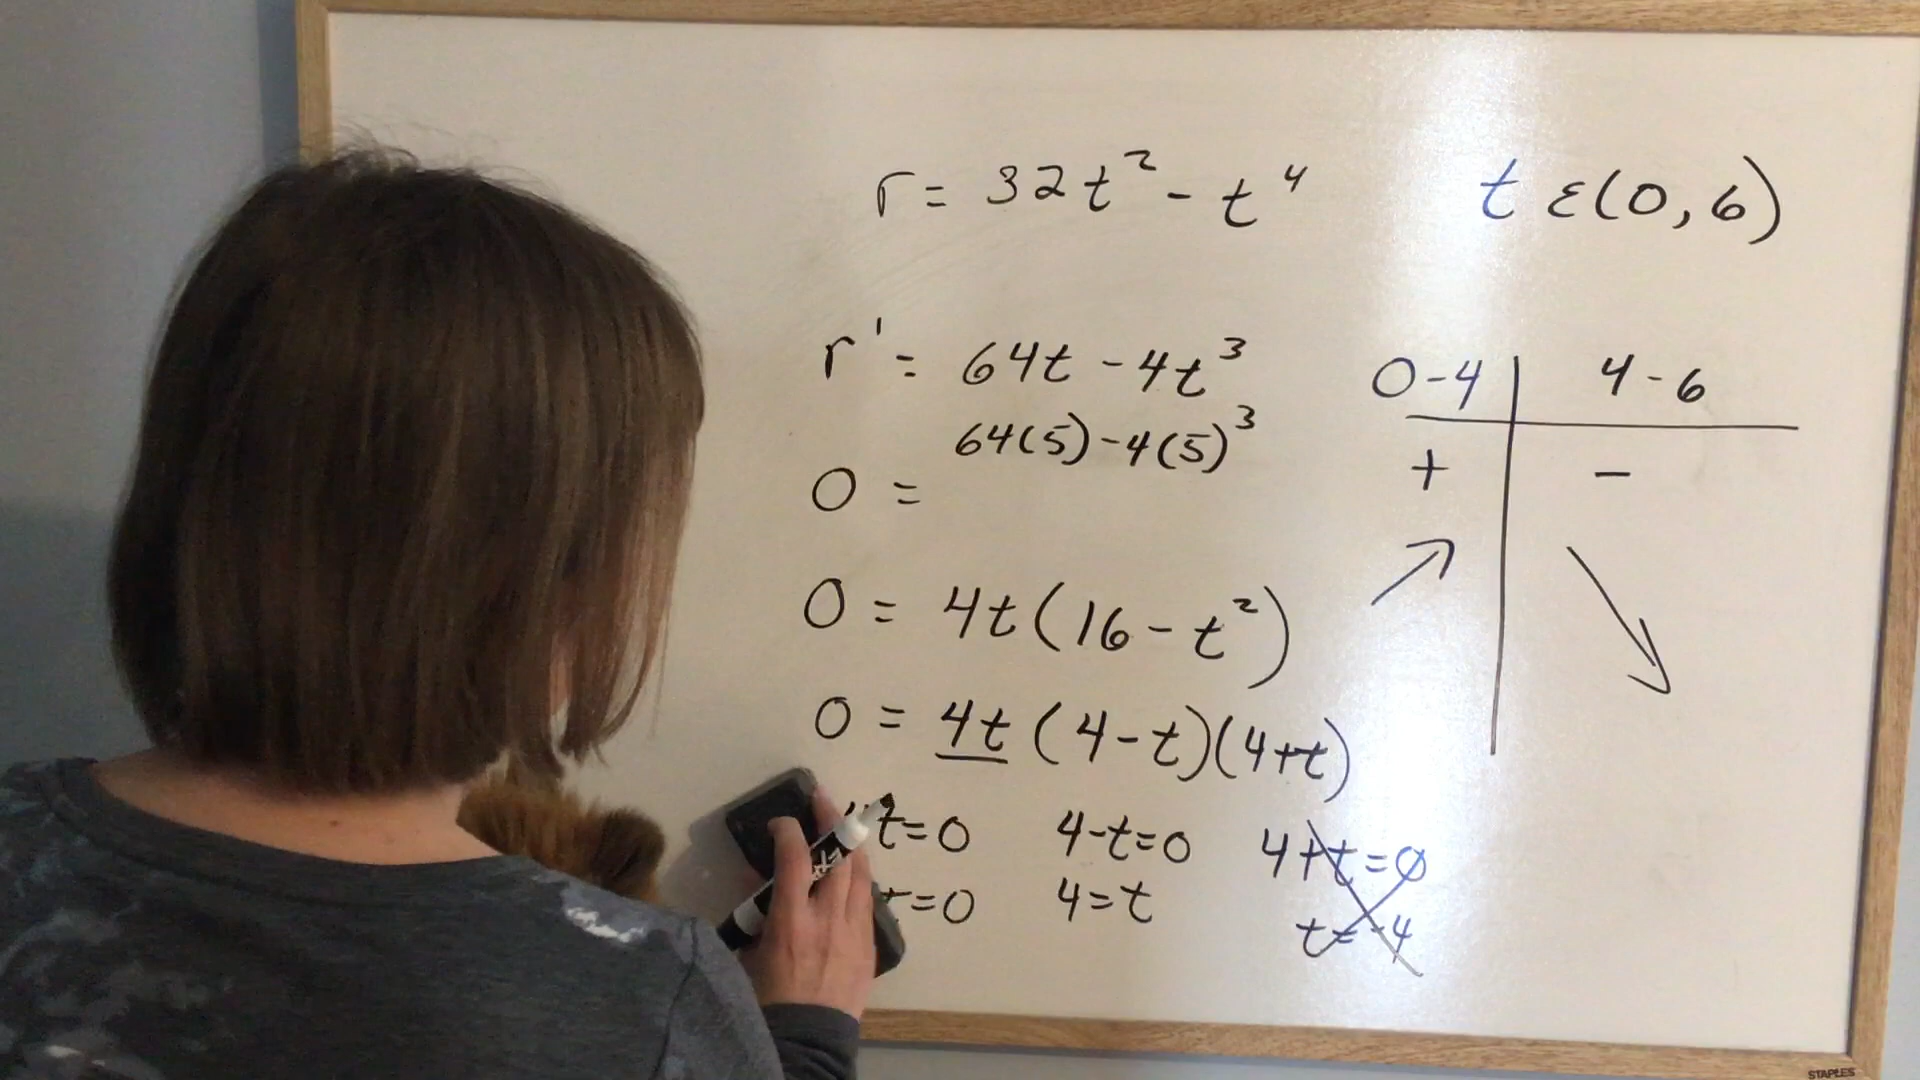 r = 32t² - t⁴ t ε(0,6)
r' = 64t - 4t³
64(5) - 4(5)³
0 =
0 = 4t(16 - t²)
0 = 4t(4-t)(4+t)
t=0 4-t=0 4+t=0
=0 4=t t=-4
0-4 4-6
+ -
STAPLES